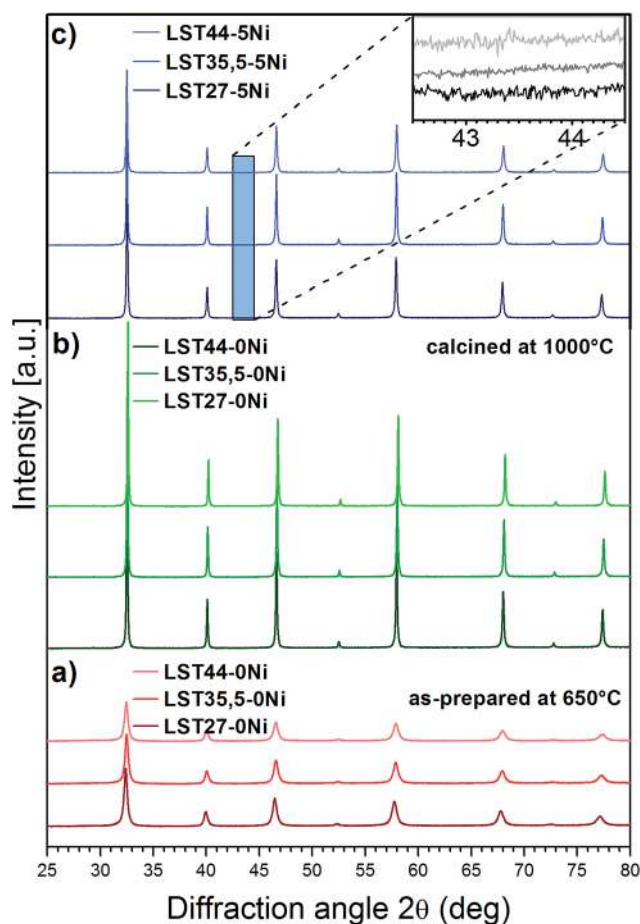 c)
LST44-5Ni
LST35,5-5Ni
LST27-5Ni
43 44
b)
LST44-0Ni
LST35,5-0Ni
LST27-0Ni
calcined at 1000°C
a)
LST44-0Ni
LST35,5-0Ni
LST27-0Ni
as-prepared at 650°C
Intensity [a.u.]
25 30 35 40 45 50 55 60 65 70 75 80
Diffraction angle 2θ (deg)